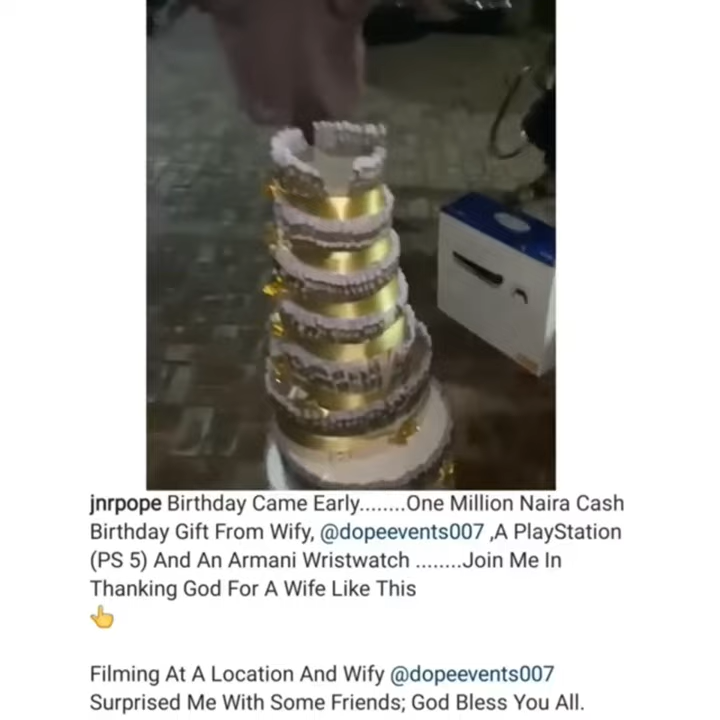 jnrpope Birthday Came Early........One Million Naira Cash
Birthday Gift From Wify, @dopeevents007 ,A PlayStation
(PS 5) And An Armani Wristwatch ........Join Me In
Thanking God For A Wife Like This
👆
Filming At A Location And Wify @dopeevents007
Surprised Me With Some Friends; God Bless You All.